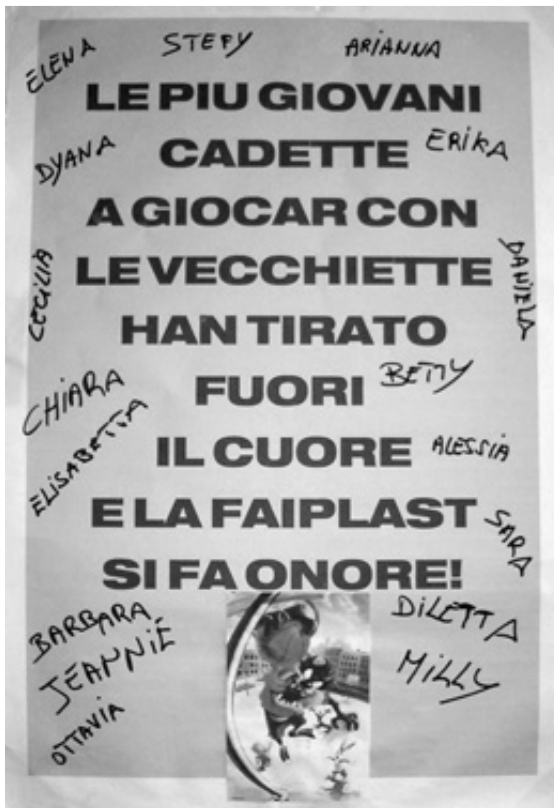 ELENA
STEFY
ARIANNA
LE PIU GIOVANI
DYANA
CADETTE
ERIKA
A GIOCAR CON
CECILIA
LE VECCHIETTE
DANIELA
HAN TIRATO
CHIARA
FUORI
BETTY
ELISABETTA
IL CUORE
ALESSIA
E LA FAIPLAST
SARA
SI FA ONORE!
BARBARA
JEANNIE
OTTAVIA
DILETTA
MILLY